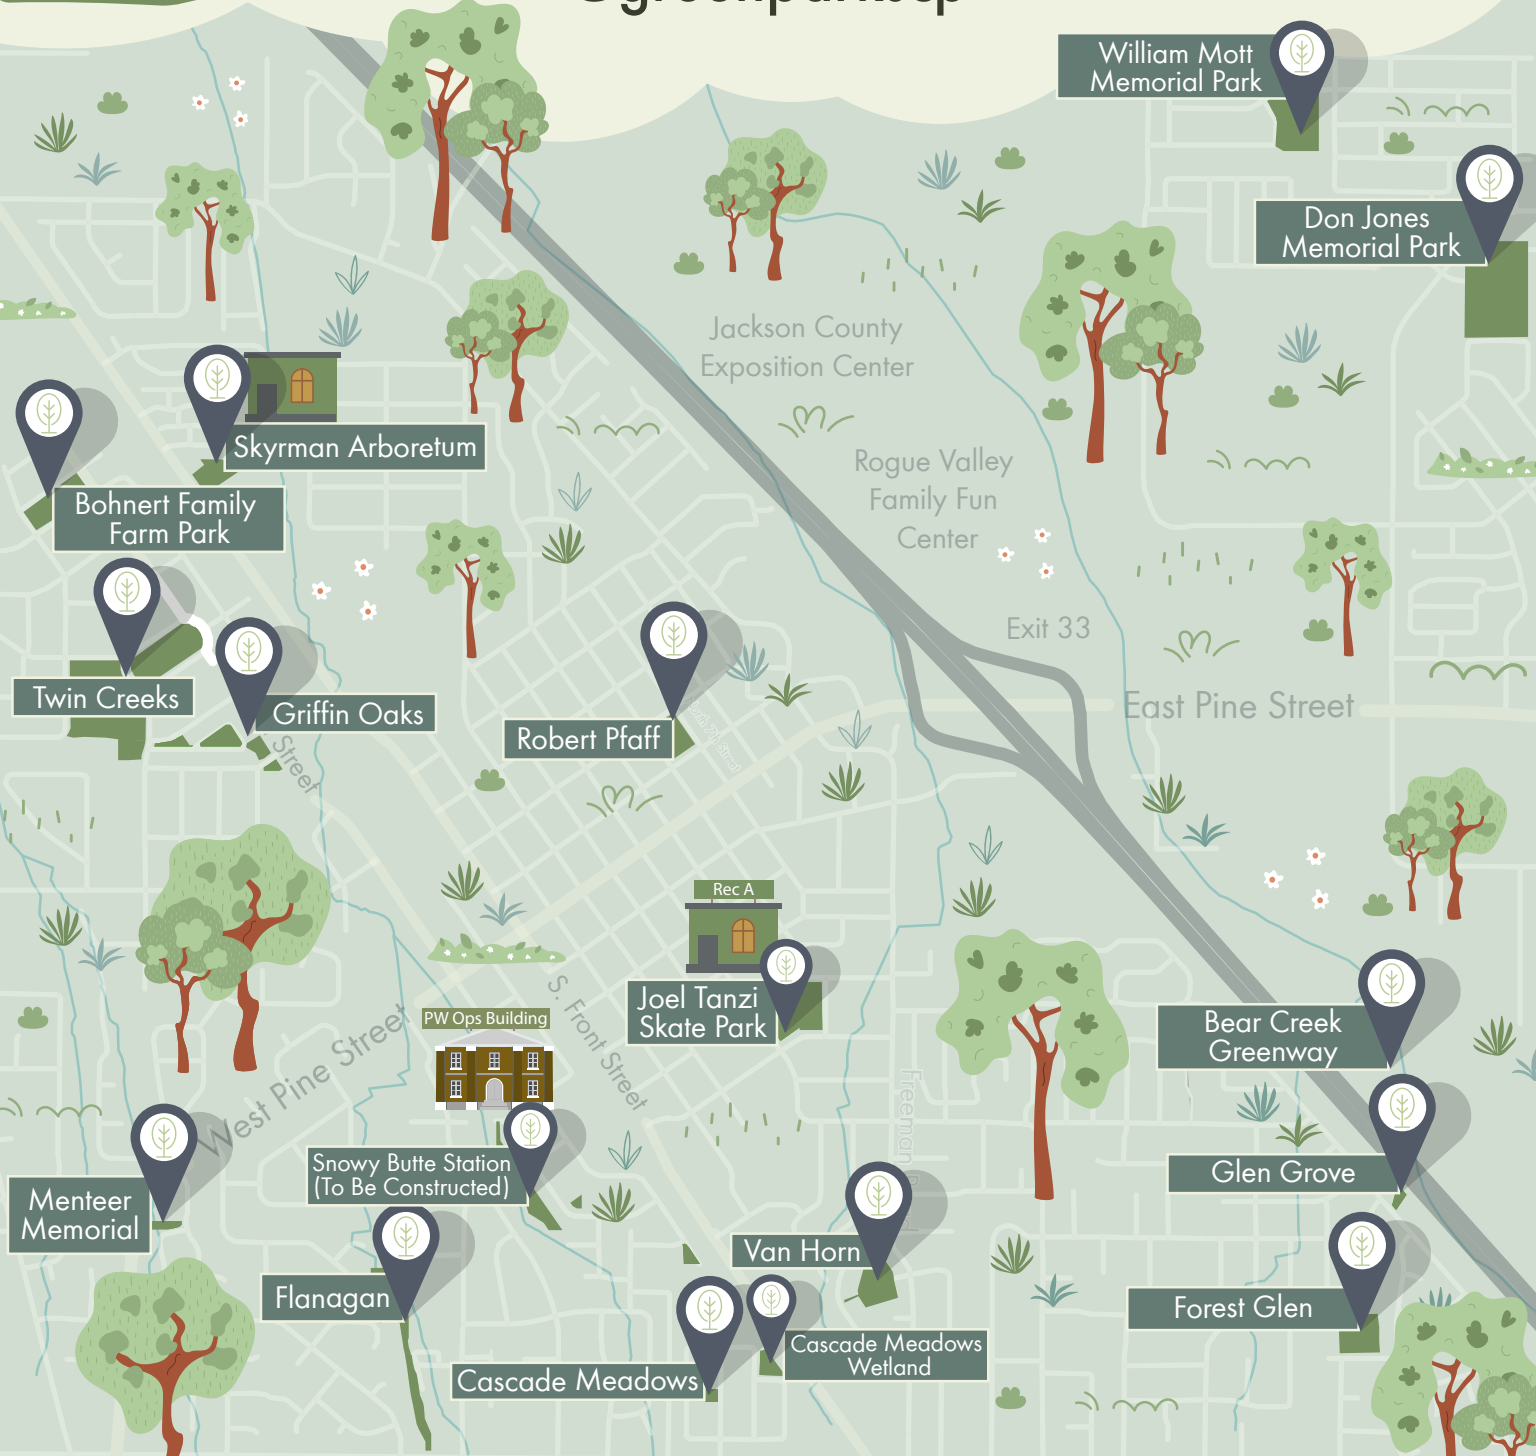 William Mott
Memorial Park
Don Jones
Memorial Park
Jackson County
Exposition Center
Skyrman Arboretum
Rogue Valley
Family Fun
Center
Bohnert Family
Farm Park
Exit 33
Twin Creeks
Griffin Oaks
East Pine Street
Robert Pfaff
Street
Rec A
Joel Tanzi
Skate Park
S. Front Street
PW Ops Building
West Pine Street
Bear Creek
Greenway
Freeman
Snowy Butte Station
(To Be Constructed)
Glen Grove
Menteer
Memorial
Van Horn
Flanagan
Forest Glen
Cascade Meadows
Wetland
Cascade Meadows